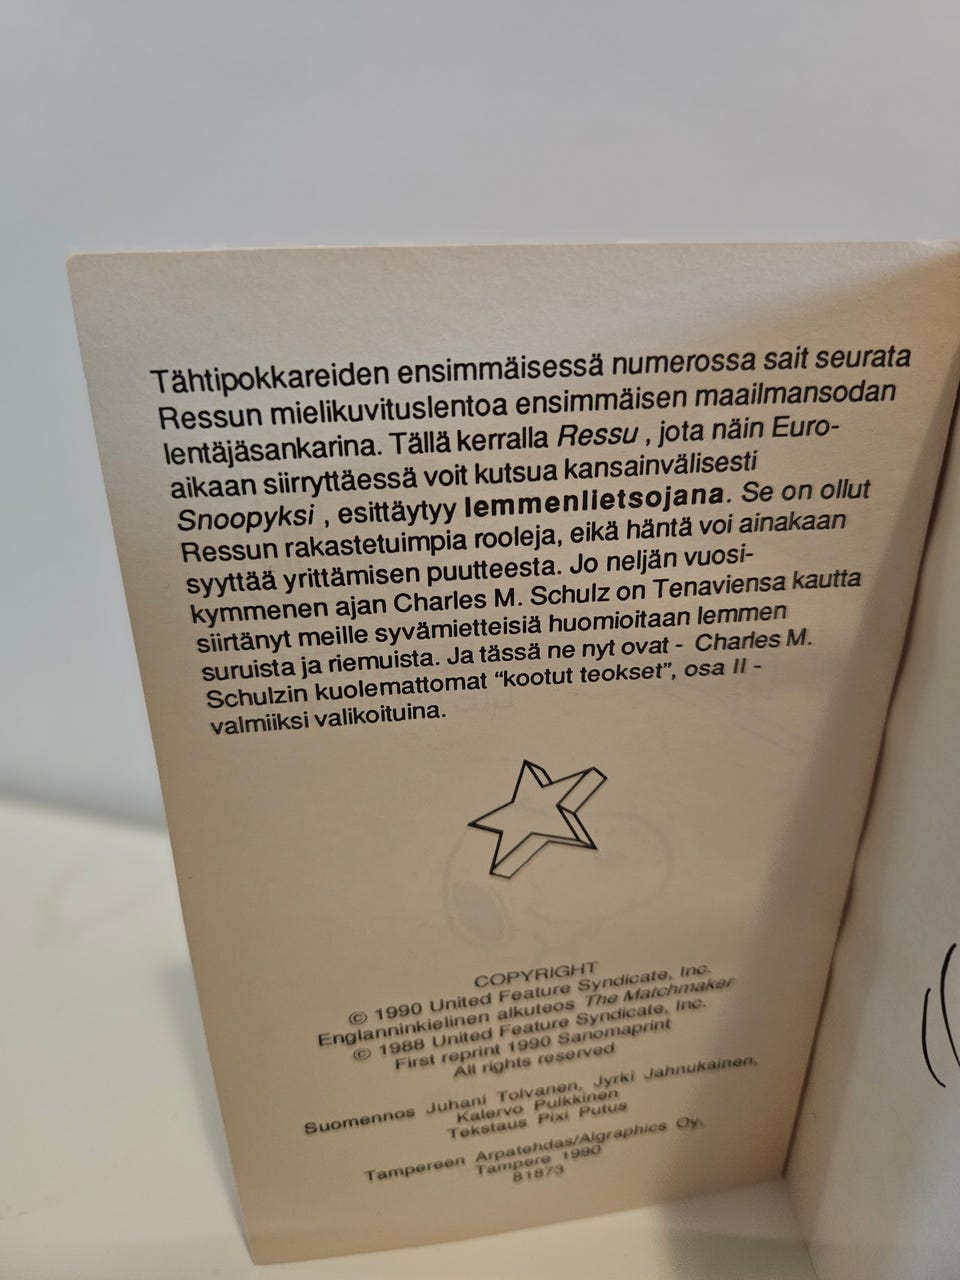 Tähtipokkareiden ensimmäisessä numerossa sait seurata
Ressun mielikuvituslentoa ensimmäisen maailmansodan
lentäjäsankarina. Tällä kerralla Ressu , jota näin Euro-
aikaan siirryttäessä voit kutsua kansainvälisesti
Snoopyksi , esittäytyy lemmenlietsojana. Se on ollut
Ressun rakastetuimpia rooleja, eikä häntä voi ainakaan
syyttää yrittämisen puutteesta. Jo neljän vuosi-
kymmenen ajan Charles M. Schulz on Tenaviensa kautta
siirtänyt meille syvämietteisiä huomioitaan lemmen
suruista ja riemuista. Ja tässä ne nyt ovat - Charles M.
Schulzin kuolemattomat “kootut teokset”, osa II -
valmiiksi valikoituina.
COPYRIGHT
© 1990 United Feature Syndicate, Inc.
Englanninkielinen alkuteos The Matchmaker
© 1988 United Feature Syndicate, Inc.
First reprint 1990 Sanomaprint
All rights reserved
Suomennos Juhani Tolvanen, Jyrki Jahnukainen,
Kalervo Pulkkinen
Tekstaus Pixi Putus
Tampereen Arpatehdas/Algraphics Oy,
Tampere 1990
81873